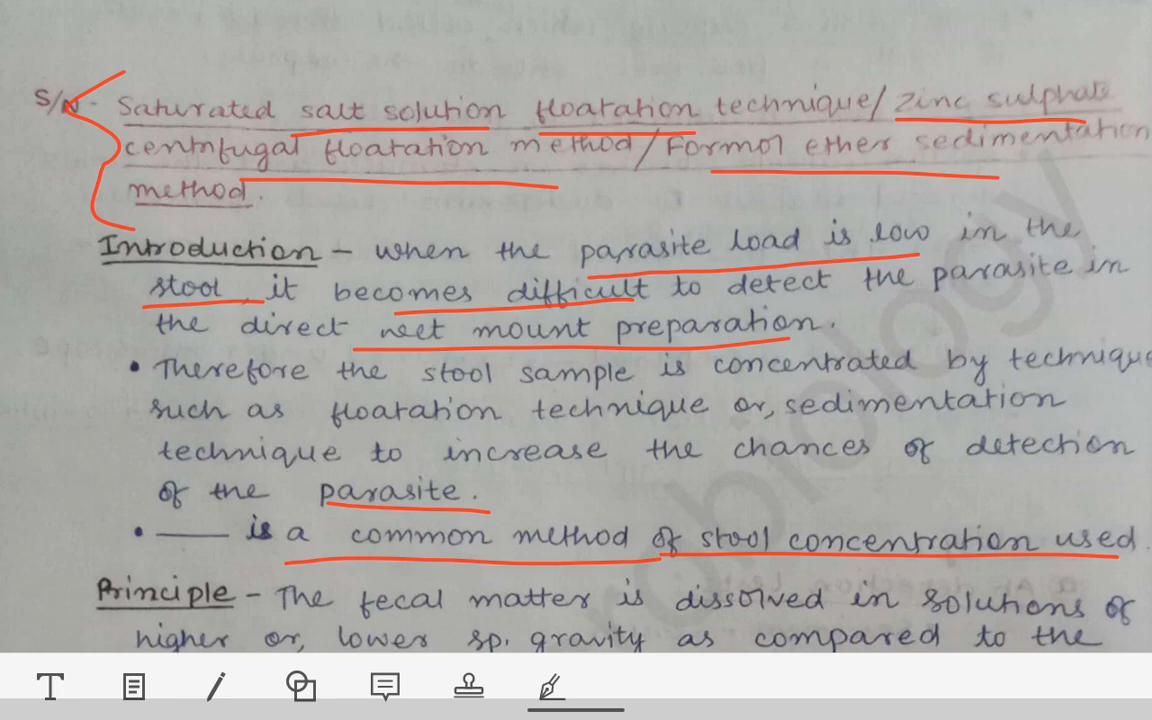 S/N - Saturated salt solution floatation technique/ Zinc sulphate
centrifugal floatation method / Formol ether sedimentation
method.
Introduction - when the parasite load is low in the
stool, it becomes difficult to detect the parasite in
the direct wet mount preparation.
• Therefore the stool sample is concentrated by technique
such as floatation technique or, sedimentation
technique to increase the chances of detection
of the parasite.
• —— is a common method of stool concentration used.
Principle - The fecal matter is dissolved in solutions of
higher or, lower sp. gravity as compared to the
robiology
T